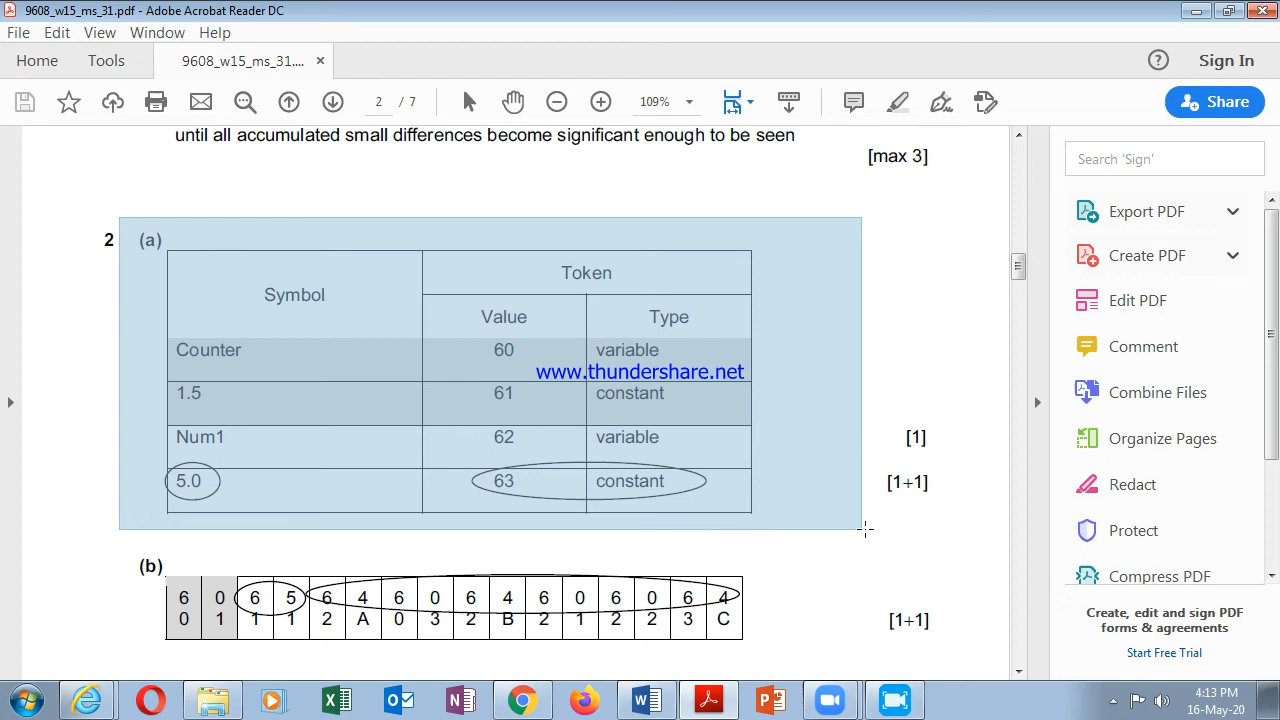 9608_w15_ms_31.pdf - Adobe Acrobat Reader DC
File Edit View Window Help
Home Tools 9608_w15_ms_31.... × ? Sign In
2 / 7 109% Share
until all accumulated small differences become significant enough to be seen
[max 3]
2 (a)
Symbol Token
Value Type
Counter 60 variable
www.thundershare.net
1.5 61 constant
Num1 62 variable [1]
5.0 63 constant [1+1]
(b)
6 0 6 5 6 4 6 0 6 4 6 0 6 0 6 4
0 1 1 1 2 A 0 3 2 B 2 1 2 2 3 C [1+1]
Search 'Sign'
Export PDF
Create PDF
Edit PDF
Comment
Combine Files
Organize Pages
Redact
Protect
Compress PDF
Create, edit and sign PDF
forms & agreements
Start Free Trial
4:13 PM
16-May-20